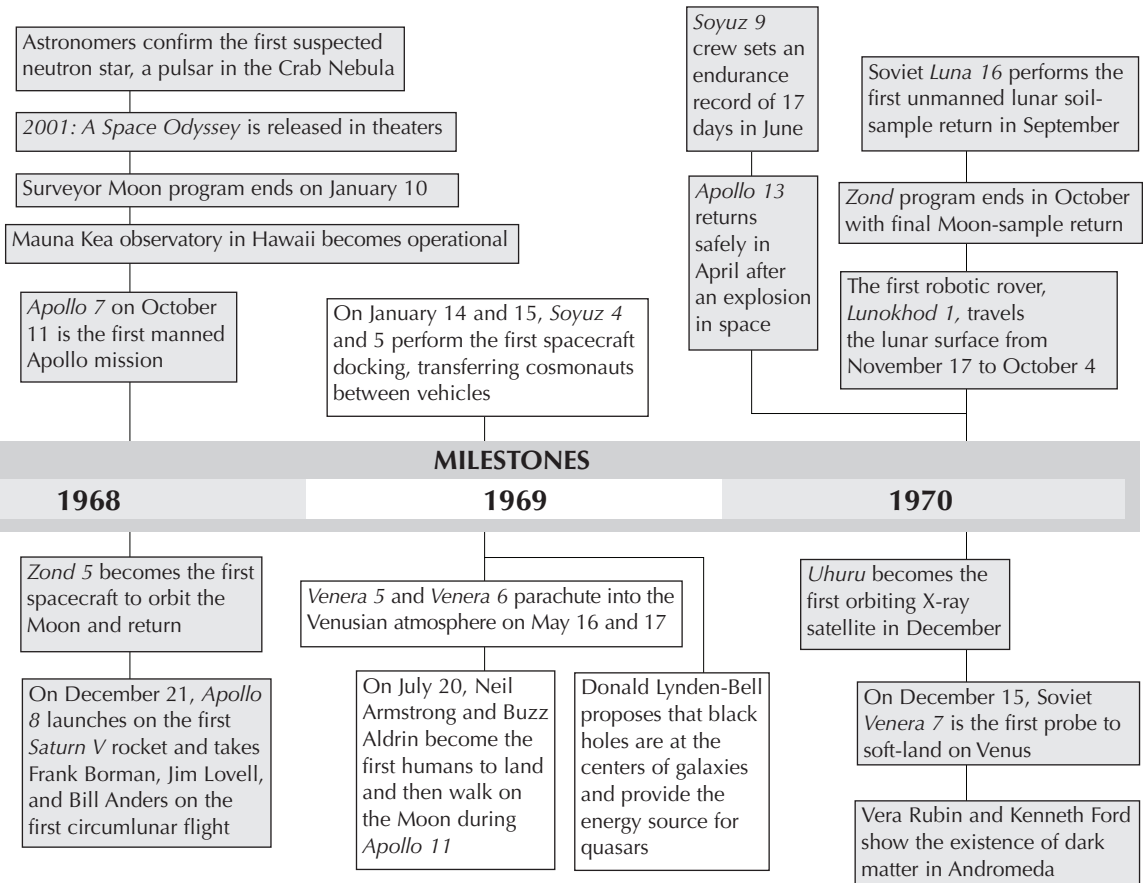 Astronomers confirm the first suspected
neutron star, a pulsar in the Crab Nebula
2001: A Space Odyssey is released in theaters
Surveyor Moon program ends on January 10
Mauna Kea observatory in Hawaii becomes operational
Apollo 7 on October
11 is the first manned
Apollo mission
On January 14 and 15, Soyuz 4
and 5 perform the first spacecraft
docking, transferring cosmonauts
between vehicles
Soyuz 9
crew sets an
endurance
record of 17
days in June
Apollo 13
returns
safely in
April after
an explosion
in space
Soviet Luna 16 performs the
first unmanned lunar soil-
sample return in September
Zond program ends in October
with final Moon-sample return
The first robotic rover,
Lunokhod 1, travels
the lunar surface from
November 17 to October 4
MILESTONES
1968 1969 1970
Zond 5 becomes the first
spacecraft to orbit the
Moon and return
On December 21, Apollo
8 launches on the first
Saturn V rocket and takes
Frank Borman, Jim Lovell,
and Bill Anders on the
first circumlunar flight
Venera 5 and Venera 6 parachute into the
Venusian atmosphere on May 16 and 17
On July 20, Neil
Armstrong and Buzz
Aldrin become the
first humans to land
and then walk on
the Moon during
Apollo 11
Donald Lynden-Bell
proposes that black
holes are at the
centers of galaxies
and provide the
energy source for
quasars
Uhuru becomes the
first orbiting X-ray
satellite in December
On December 15, Soviet
Venera 7 is the first probe to
soft-land on Venus
Vera Rubin and Kenneth Ford
show the existence of dark
matter in Andromeda